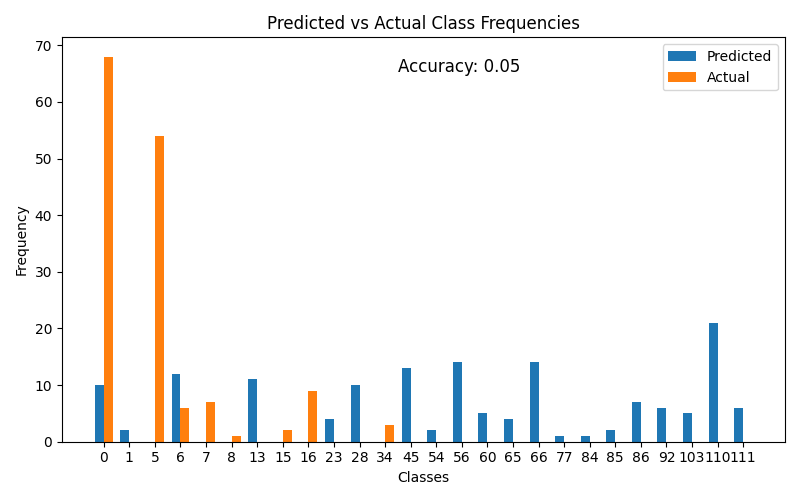 Predicted vs Actual Class Frequencies
Accuracy: 0.05
Predicted
Actual
Frequency
70
60
50
40
30
20
10
0
0 1 5 6 7 8 13 15 16 23 28 34 45 54 56 60 65 66 77 84 85 86 92 103 110 111
Classes